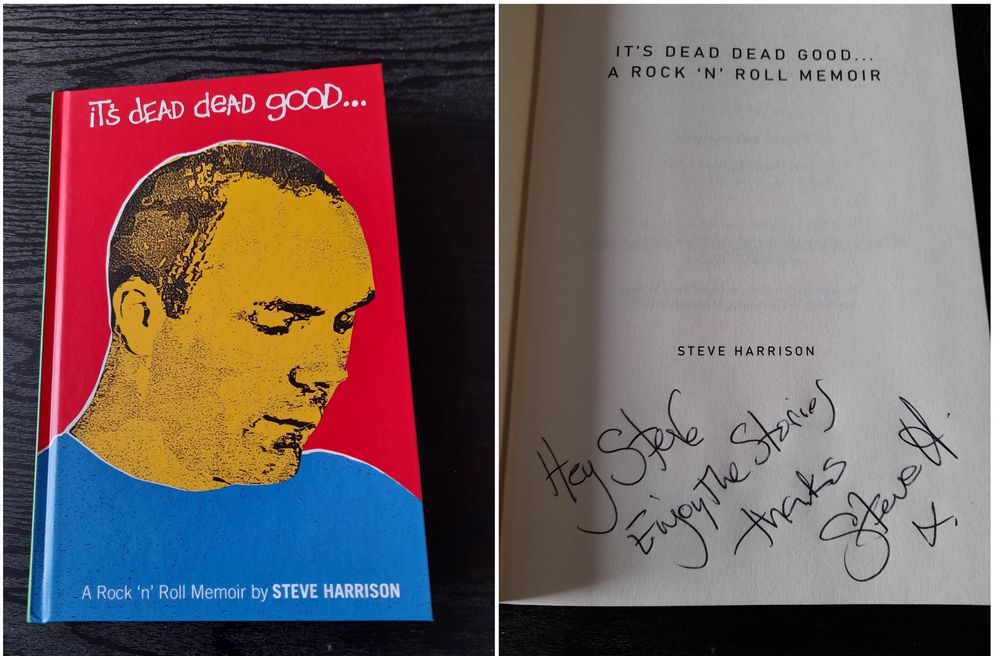 iT's dEAD dEAD gOOD...
A Rock 'n' Roll Memoir by STEVE HARRISON
IT'S DEAD DEAD GOOD...
A ROCK 'N' ROLL MEMOIR
STEVE HARRISON
Hey Steve
Enjoy The Stories
thanks
Steve H.
x.